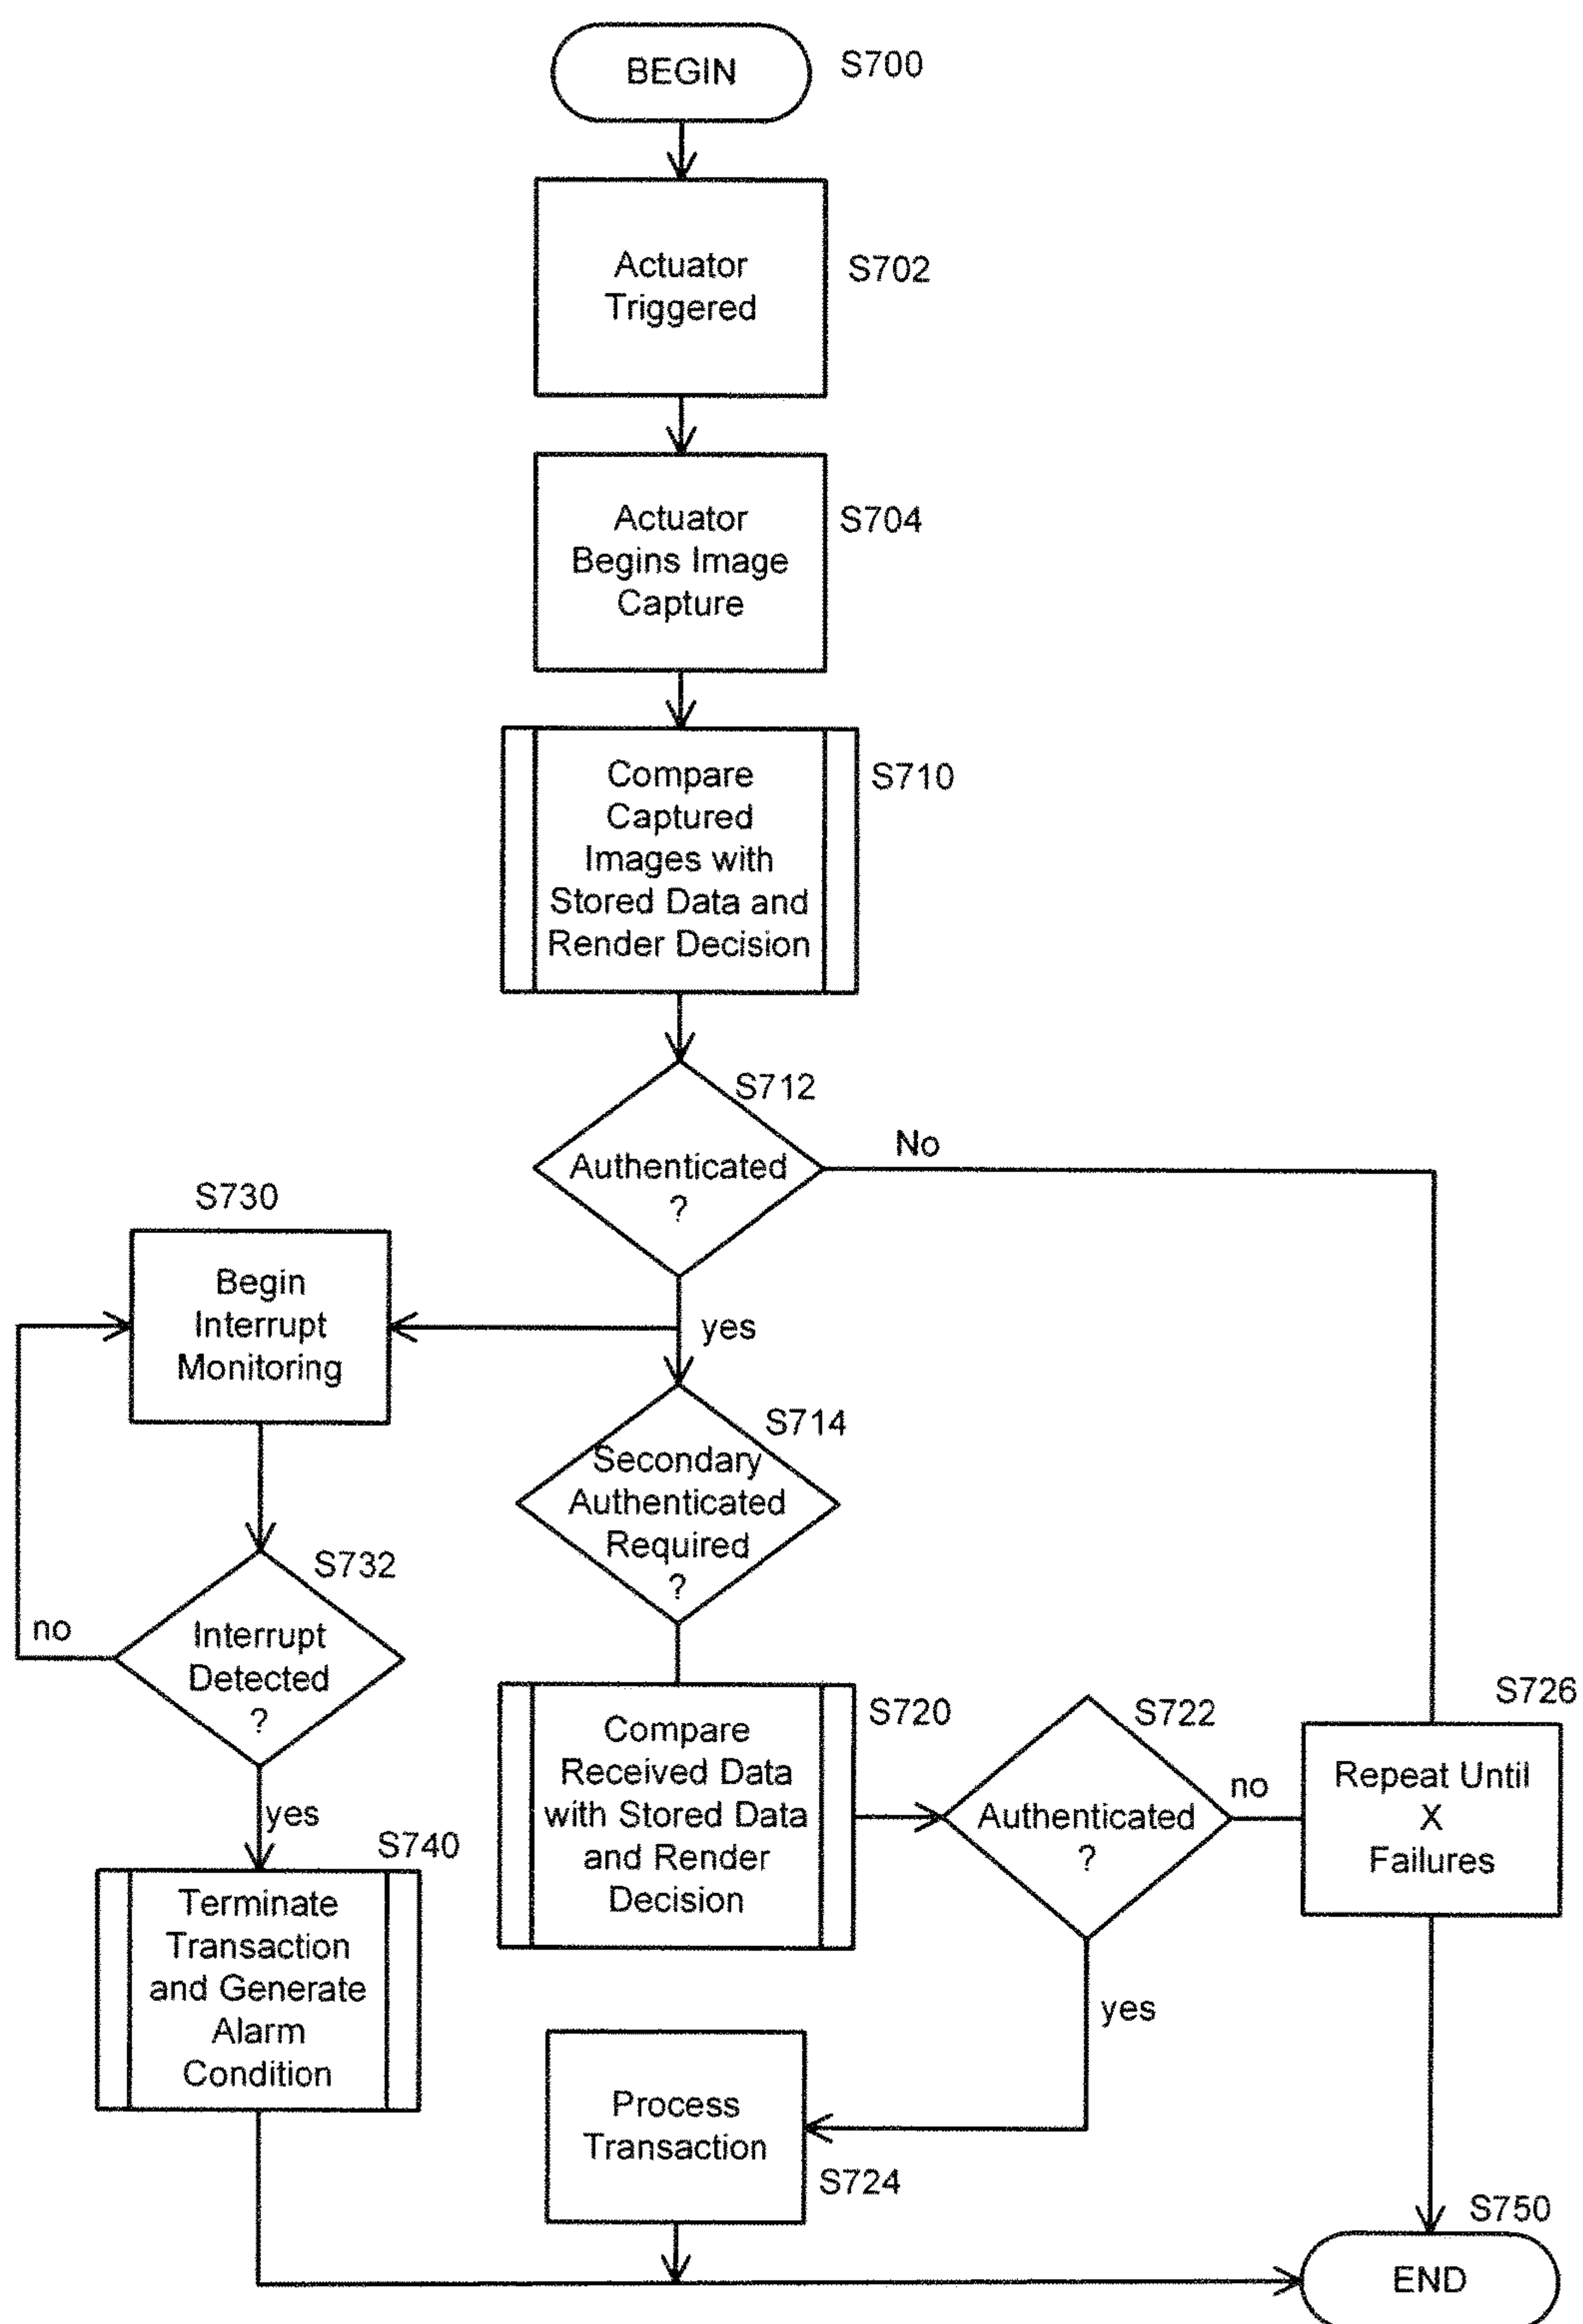 BEGIN
S700
Actuator
Triggered
S702
Actuator
Begins Image
Capture
S704
Compare
Captured
Images with
Stored Data and
Render Decision
S710
S712
Authenticated
?
No
yes
S730
Begin
Interrupt
Monitoring
S732
Interrupt
Detected
?
no
yes
S740
Terminate
Transaction
and Generate
Alarm
Condition
S714
Secondary
Authenticated
Required
?
S720
Compare
Received Data
with Stored Data
and Render
Decision
S722
Authenticated
?
no
yes
S726
Repeat Until
X
Failures
Process
Transaction
S724
S750
END